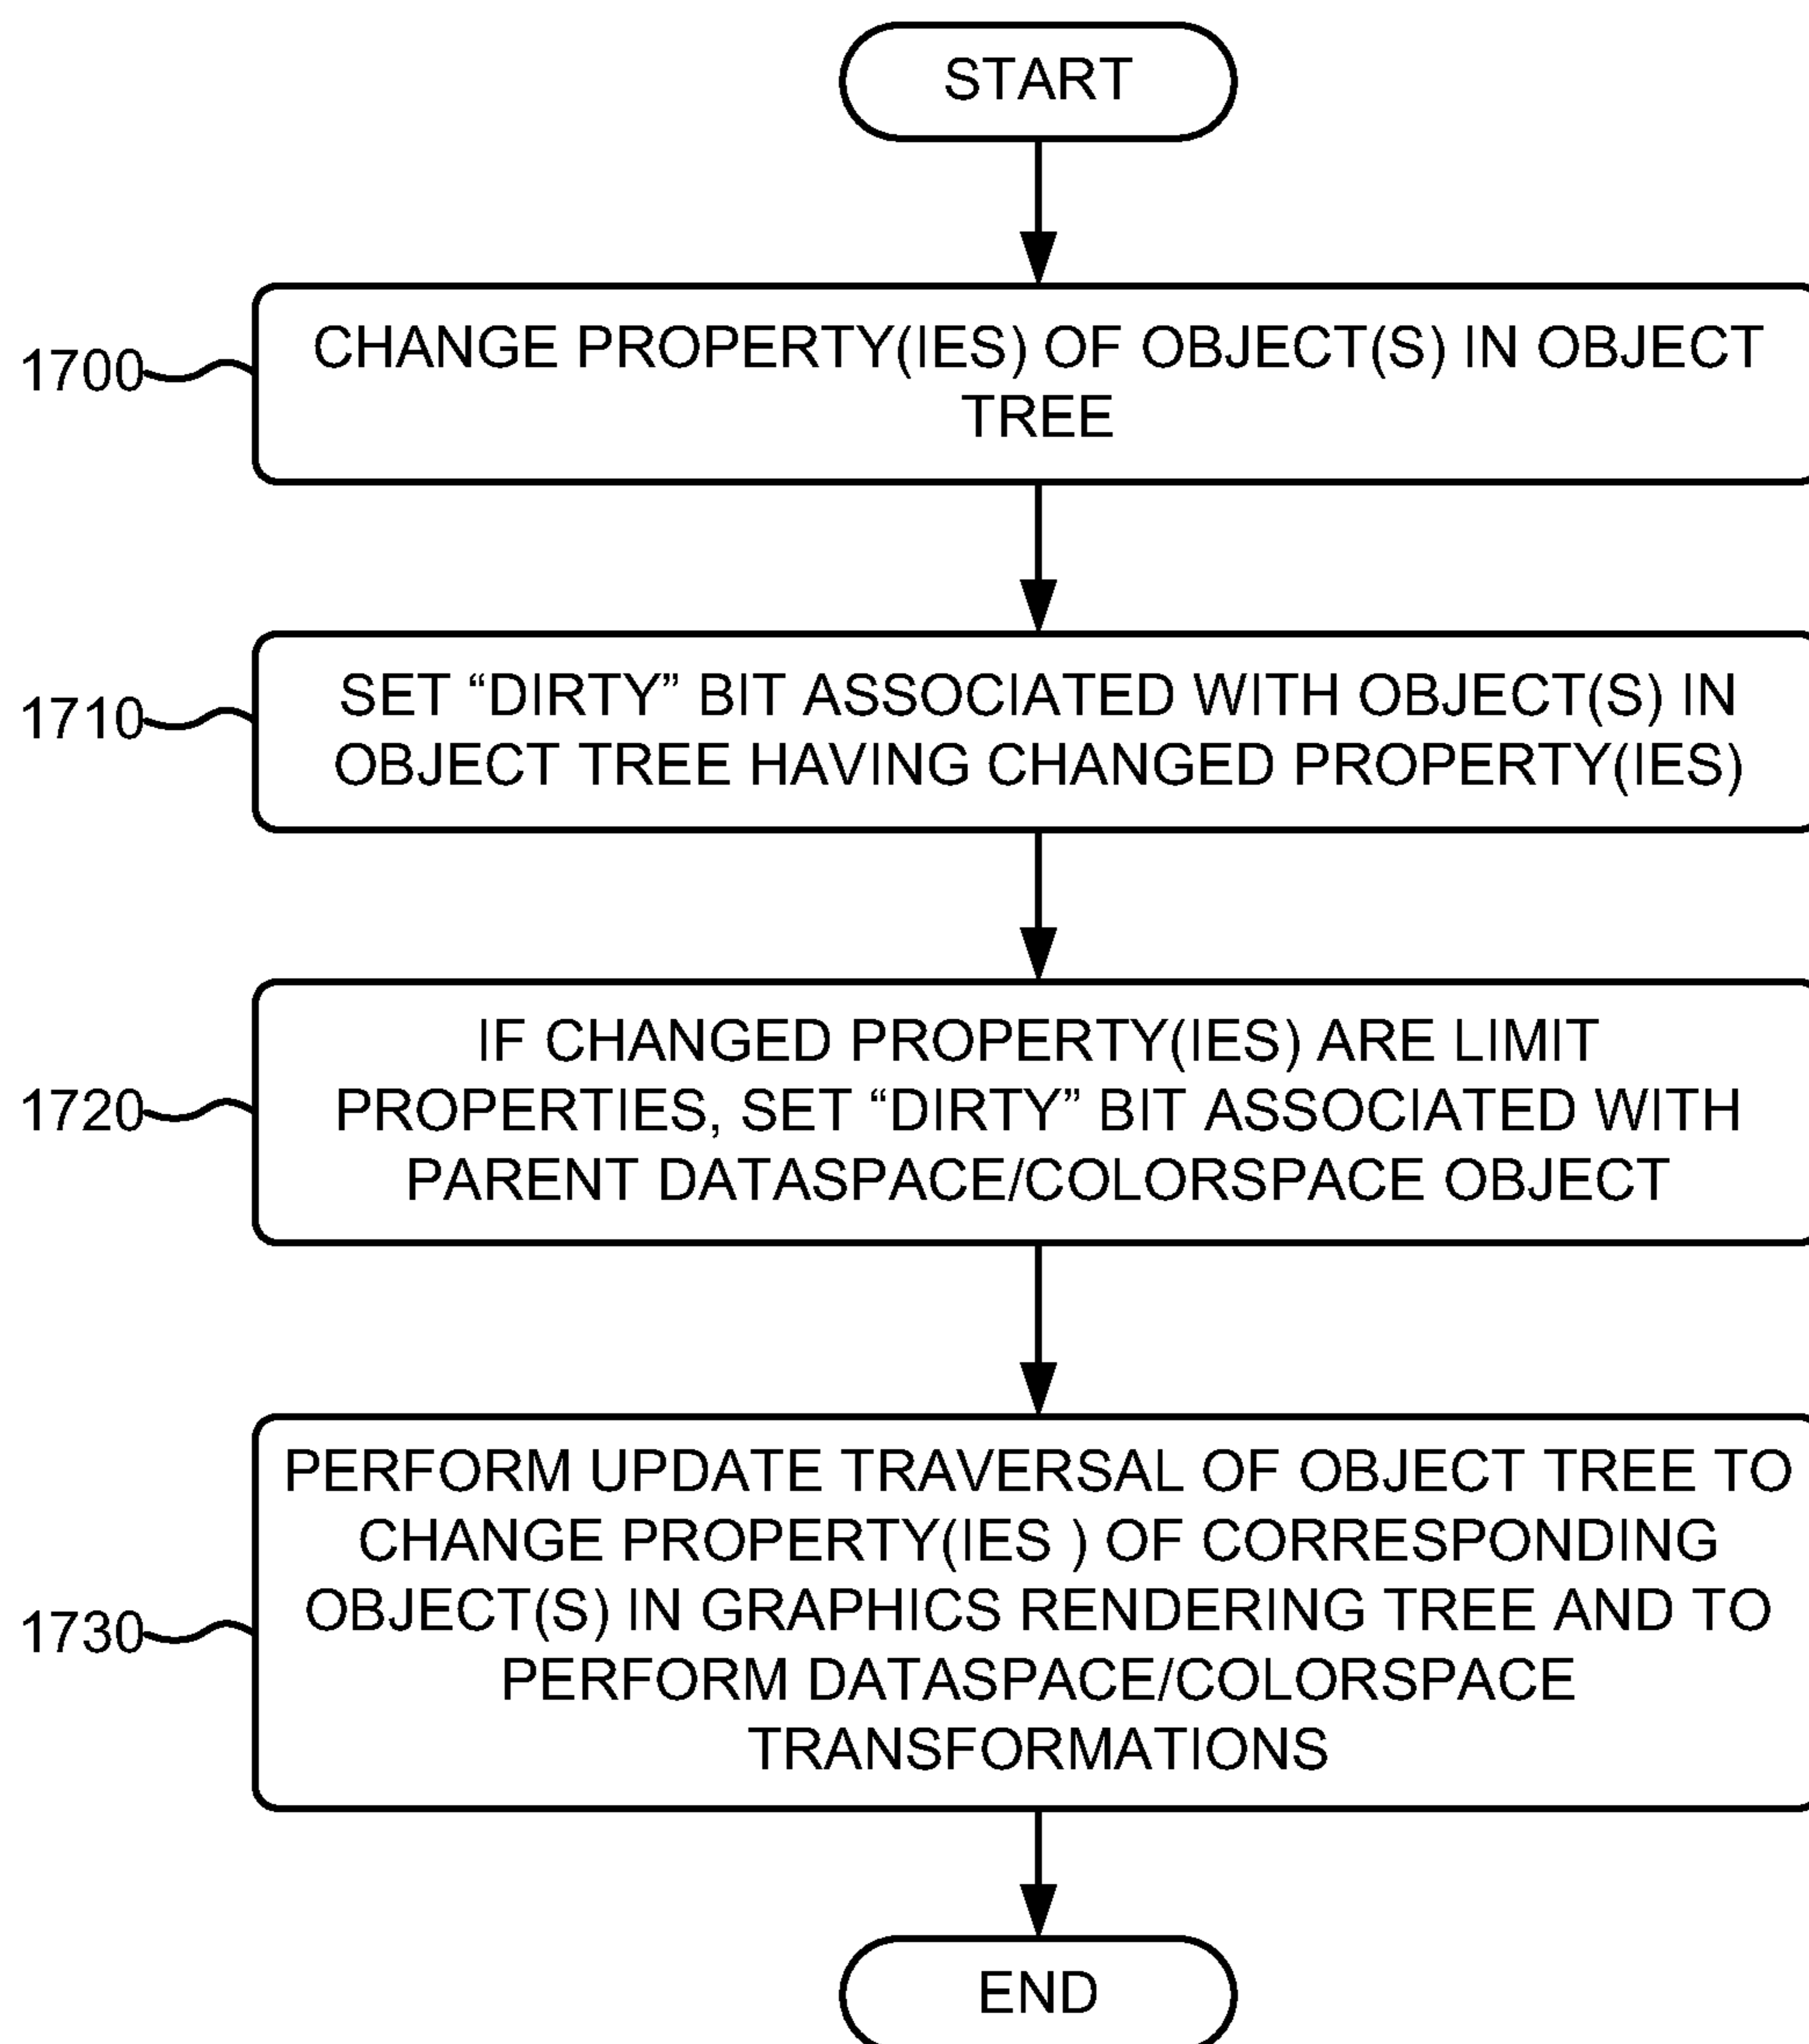 START
1700
CHANGE PROPERTY(IES) OF OBJECT(S) IN OBJECT
TREE
1710
SET “DIRTY” BIT ASSOCIATED WITH OBJECT(S) IN
OBJECT TREE HAVING CHANGED PROPERTY(IES)
1720
IF CHANGED PROPERTY(IES) ARE LIMIT
PROPERTIES, SET “DIRTY” BIT ASSOCIATED WITH
PARENT DATASPACE/COLORSPACE OBJECT
1730
PERFORM UPDATE TRAVERSAL OF OBJECT TREE TO
CHANGE PROPERTY(IES ) OF CORRESPONDING
OBJECT(S) IN GRAPHICS RENDERING TREE AND TO
PERFORM DATASPACE/COLORSPACE
TRANSFORMATIONS
END